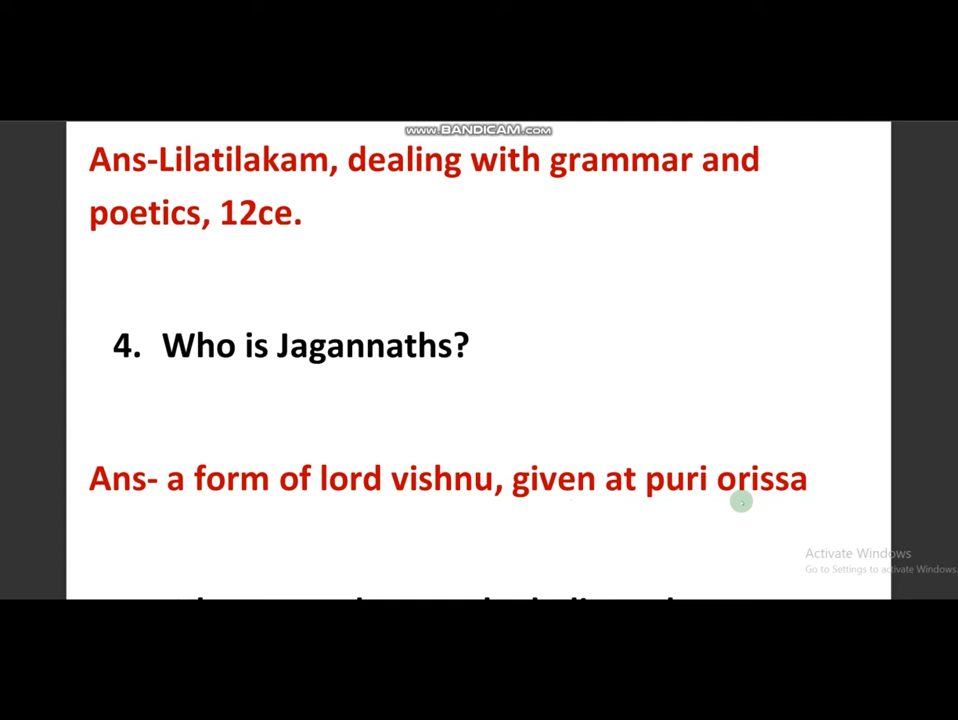 www.BANDICAM.com
Ans-Lilatilakam, dealing with grammar and
poetics, 12ce.
4. Who is Jagannaths?
Ans- a form of lord vishnu, given at puri orissa
Activate Windows
Go to Settings to activate Windows.